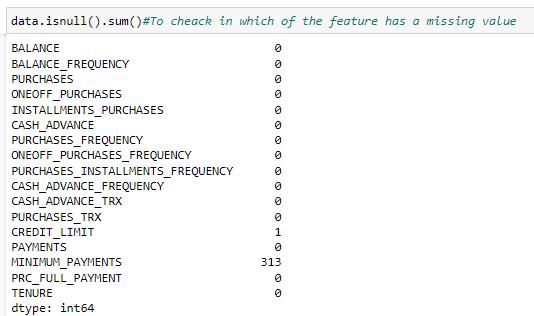 data.isnull().sum()#To cheack in which of the feature has a missing value
BALANCE 0
BALANCE_FREQUENCY 0
PURCHASES 0
ONEOFF_PURCHASES 0
INSTALLMENTS_PURCHASES 0
CASH_ADVANCE 0
PURCHASES_FREQUENCY 0
ONEOFF_PURCHASES_FREQUENCY 0
PURCHASES_INSTALLMENTS_FREQUENCY 0
CASH_ADVANCE_FREQUENCY 0
CASH_ADVANCE_TRX 0
PURCHASES_TRX 0
CREDIT_LIMIT 1
PAYMENTS 0
MINIMUM_PAYMENTS 313
PRC_FULL_PAYMENT 0
TENURE 0
dtype: int64